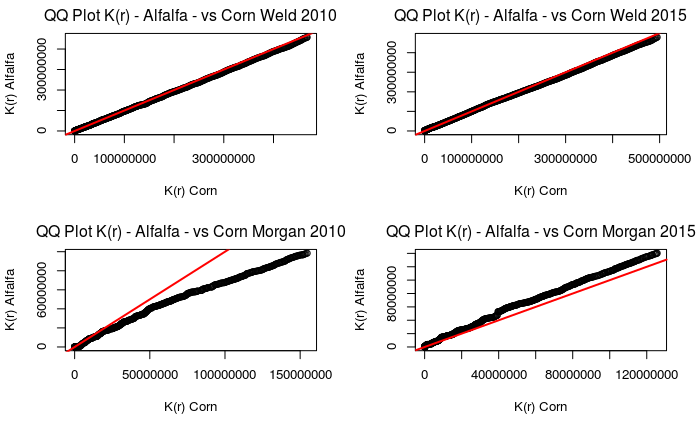 QQ Plot K(r) - Alfalfa - vs Corn Weld 2010
K(r) Alfalfa
0 300000000
0 100000000 300000000
K(r) Corn
QQ Plot K(r) - Alfalfa - vs Corn Weld 2015
K(r) Alfalfa
0 300000000
0 100000000 300000000 500000000
K(r) Corn
QQ Plot K(r) - Alfalfa - vs Corn Morgan 2010
K(r) Alfalfa
0 60000000
0 50000000 100000000 150000000
K(r) Corn
QQ Plot K(r) - Alfalfa - vs Corn Morgan 2015
K(r) Alfalfa
0 80000000
0 40000000 80000000 120000000
K(r) Corn